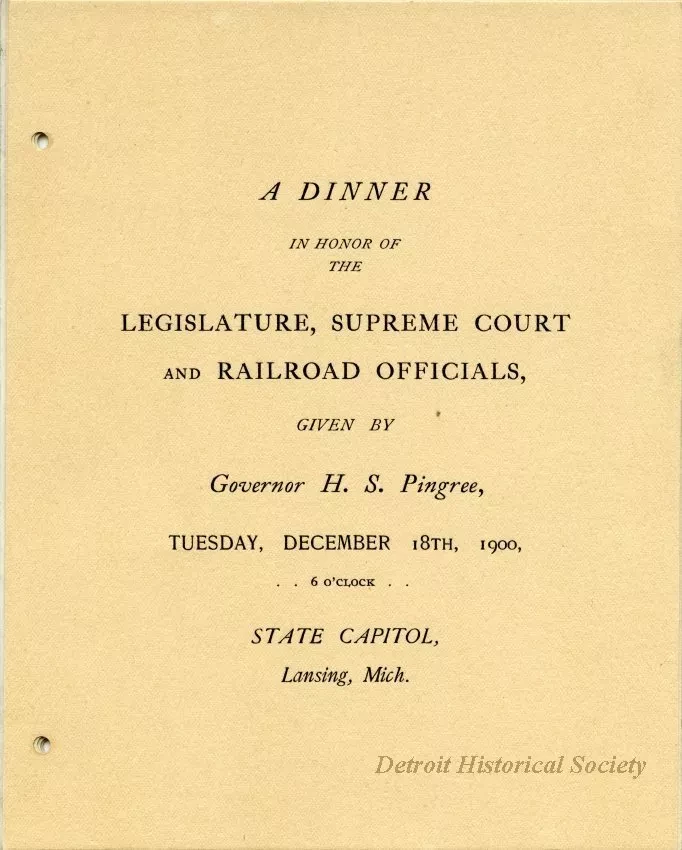 A DINNER
IN HONOR OF
THE
LEGISLATURE, SUPREME COURT
AND RAILROAD OFFICIALS,
GIVEN BY
Governor H. S. Pingree,
TUESDAY, DECEMBER 18TH, 1900,
. . 6 O'CLOCK . .
STATE CAPITOL,
Lansing, Mich.
Detroit Historical Society